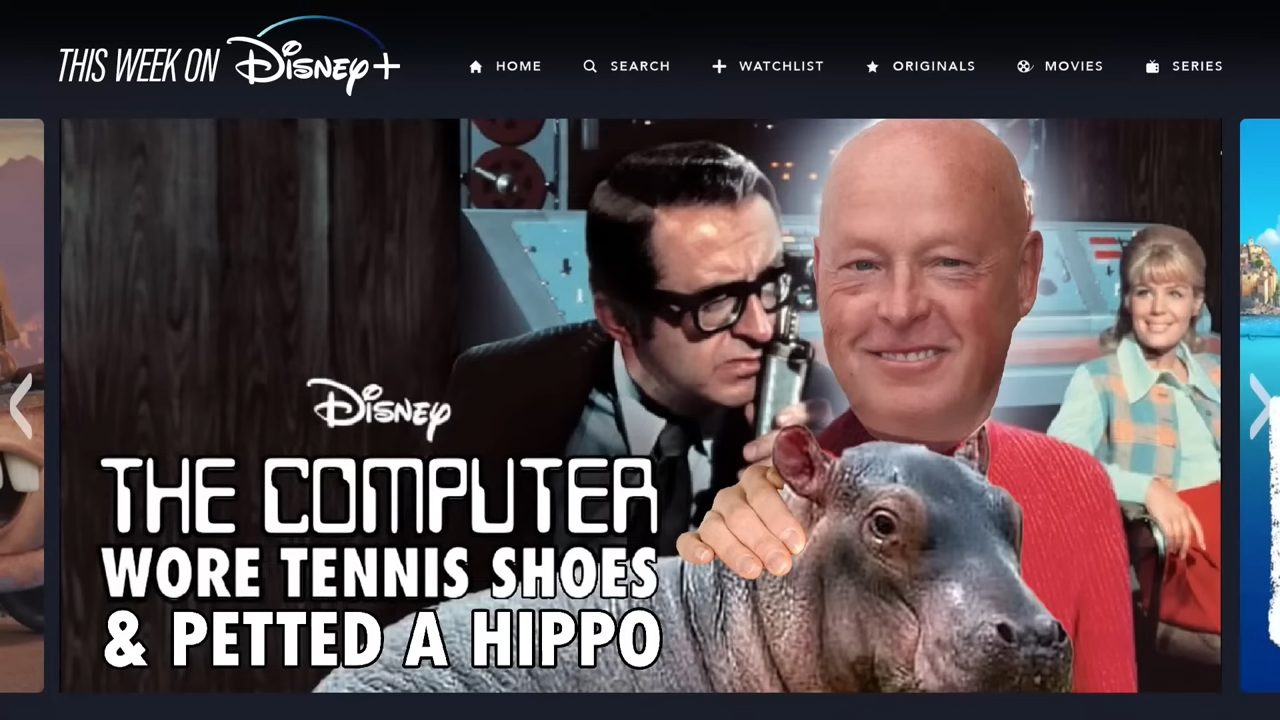 THIS WEEK ON Disney+
HOME SEARCH WATCHLIST ORIGINALS MOVIES SERIES
Disney
THE COMPUTER
WORE TENNIS SHOES
& PETTED A HIPPO